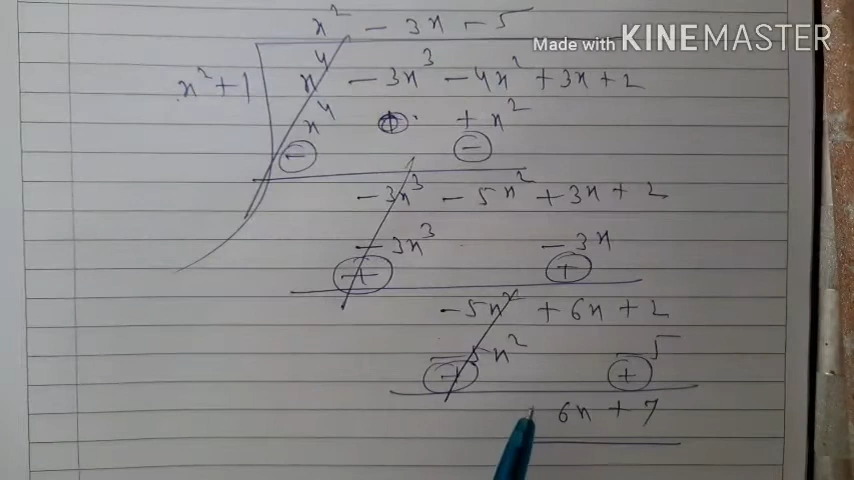 x² - 3x - 5
Made with KINEMASTER
x² + 1 x⁴ - 3x³ - 4x² + 3x + 2
x⁴ + x²
- -
- 3x³ - 5x² + 3x + 2
- 3x³ - 3x
+ +
- 5x² + 6x + 2
- 5x² - 5
+ +
6x + 7